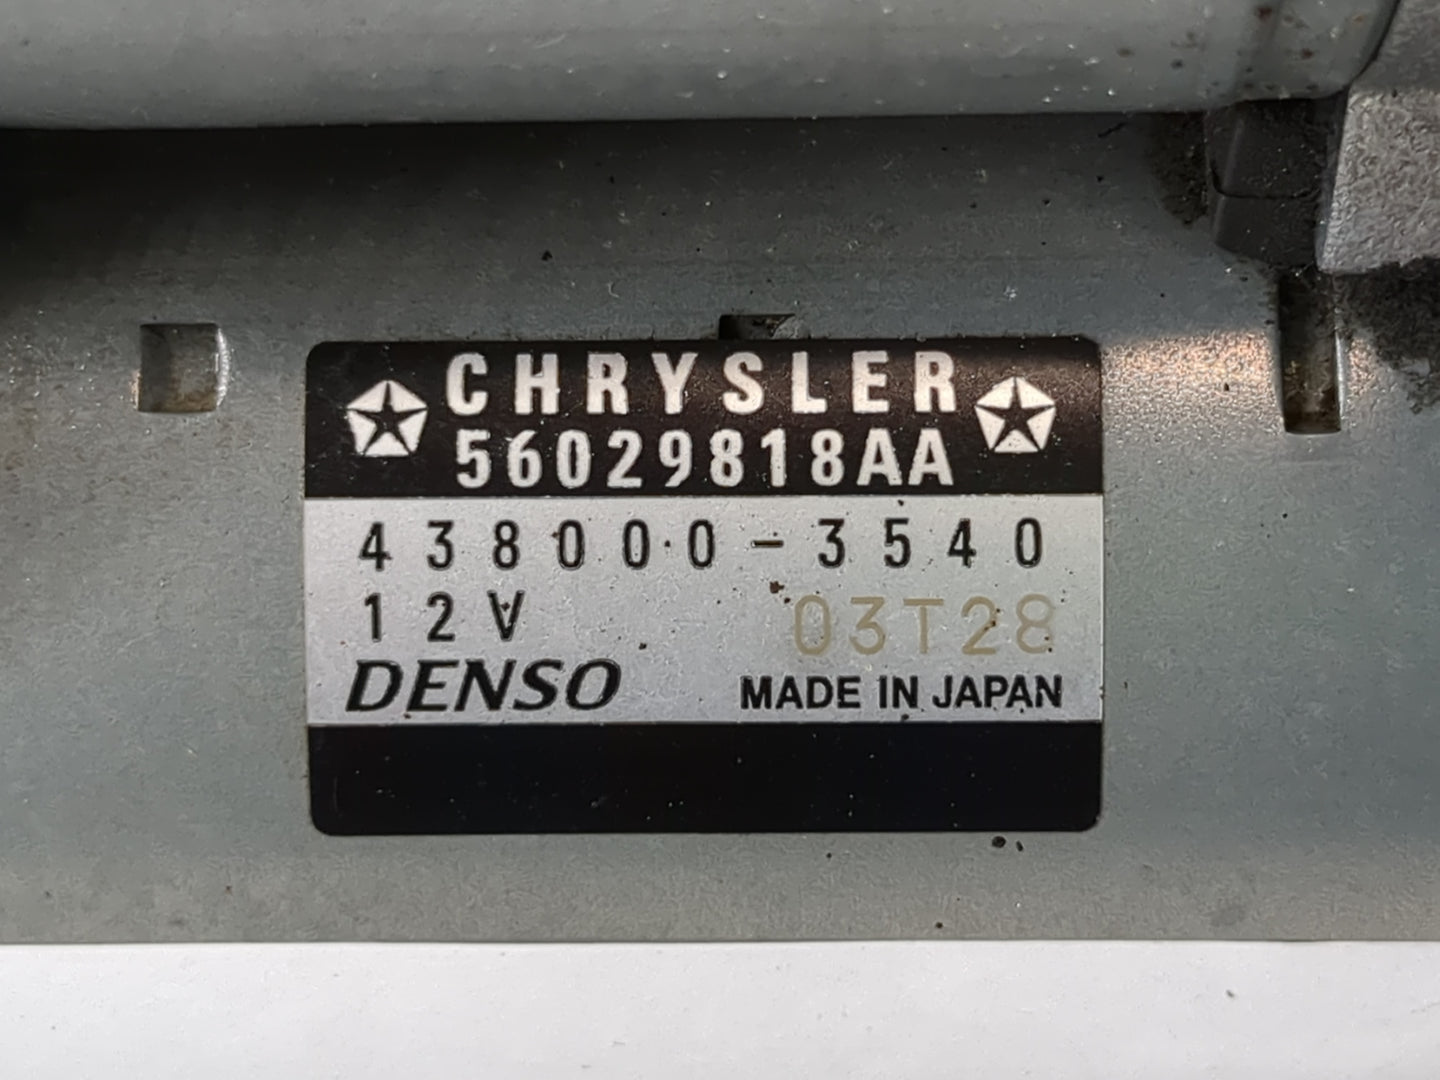 CHRYSLER
56029818AA
438000-3540
12V 03T28
DENSO MADE IN JAPAN